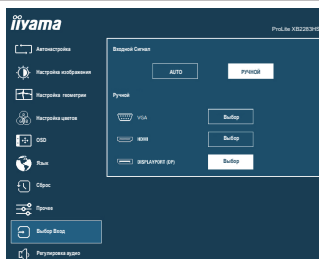 iiyama
ProLite XB2283HS
Автонастройка
Настройка изображения
Настройка геометрии
Настройка цветов
OSD
Язык
Сброс
Прочее
Выбор Вход
Регулировка аудио
Входной Сигнал
AUTO
РУЧНОЙ
Ручной
VGA
Выбор
HDMI
Выбор
DISPLAYPORT (DP)
Выбор